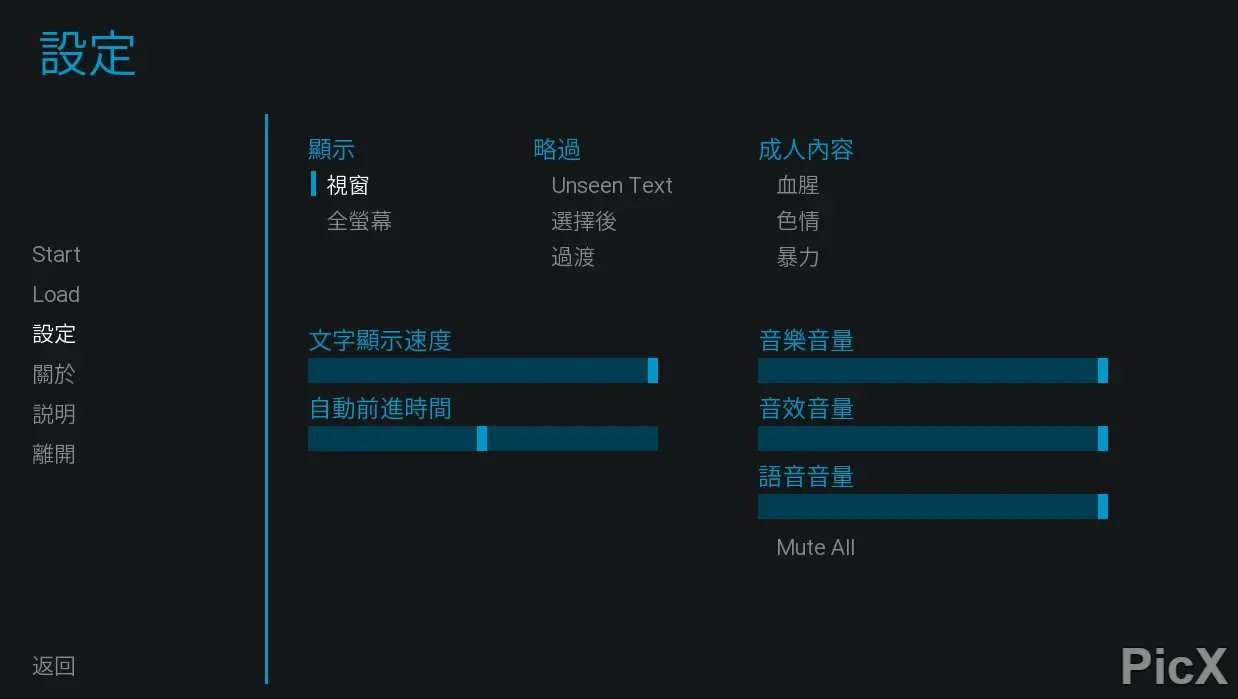 設定
Start
Load
設定
關於
説明
離開
返回
顯示
視窗
全螢幕
略過
Unseen Text
選擇後
過渡
成人內容
血腥
色情
暴力
文字顯示速度
自動前進時間
音樂音量
音效音量
語音音量
Mute All
PicX